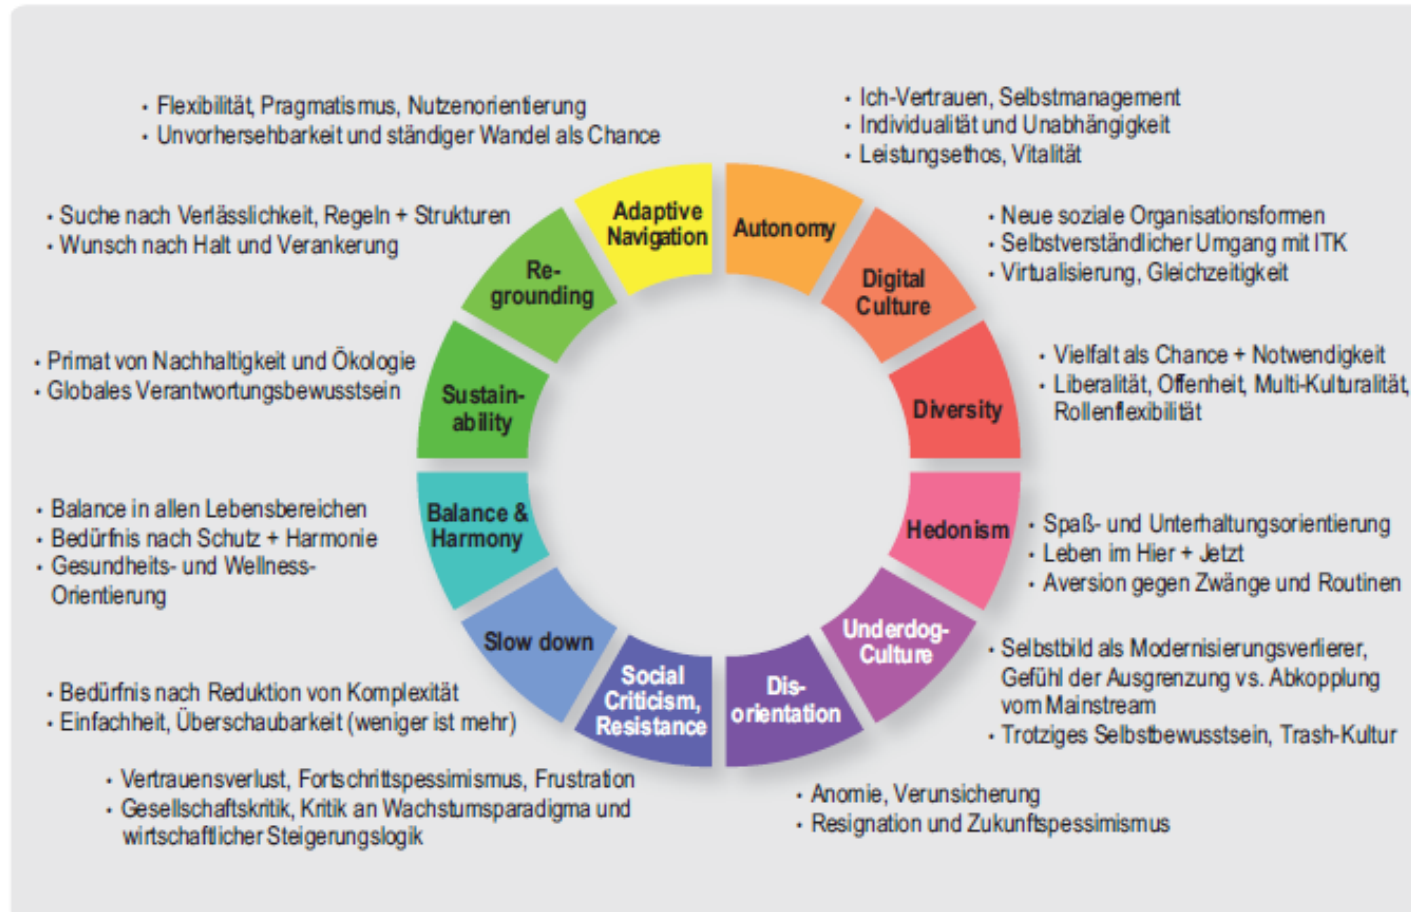 • Flexibilität, Pragmatismus, Nutzenorientierung
• Unvorhersehbarkeit und ständiger Wandel als Chance
• Ich-Vertrauen, Selbstmanagement
• Individualität und Unabhängigkeit
• Leistungsethos, Vitalität
• Suche nach Verlässlichkeit, Regeln + Strukturen
• Wunsch nach Halt und Verankerung
Adaptive
Navigation
Autonomy
• Neue soziale Organisationsformen
• Selbstverständlicher Umgang mit ITK
• Virtualisierung, Gleichzeitigkeit
Re-
grounding
Digital
Culture
• Primat von Nachhaltigkeit und Ökologie
• Globales Verantwortungsbewusstsein
Sustain-
ability
Diversity
• Vielfalt als Chance + Notwendigkeit
• Liberalität, Offenheit, Multi-Kulturalität,
Rollenflexibilität
• Balance in allen Lebensbereichen
• Bedürfnis nach Schutz + Harmonie
• Gesundheits- und Wellness-
Orientierung
Balance &
Harmony
Hedonism
• Spaß- und Unterhaltungsorientierung
• Leben im Hier + Jetzt
• Aversion gegen Zwänge und Routinen
Slow down
Underdog-
Culture
• Selbstbild als Modernisierungsverlierer,
Gefühl der Ausgrenzung vs. Abkopplung
vom Mainstream
• Trotziges Selbstbewusstsein, Trash-Kultur
• Bedürfnis nach Reduktion von Komplexität
• Einfachheit, Überschaubarkeit (weniger ist mehr)
Social
Criticism,
Resistance
Dis-
orientation
• Vertrauensverlust, Fortschrittspessimismus, Frustration
• Gesellschaftskritik, Kritik an Wachstumsparadigma und
wirtschaftlicher Steigerungslogik
• Anomie, Verunsicherung
• Resignation und Zukunftspessimismus